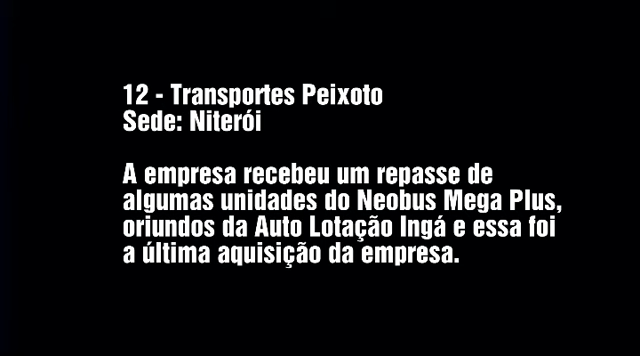 12 - Transportes Peixoto
Sede: Niterói
A empresa recebeu um repasse de
algumas unidades do Neobus Mega Plus,
oriundos da Auto Lotação Ingá e essa foi
a última aquisição da empresa.